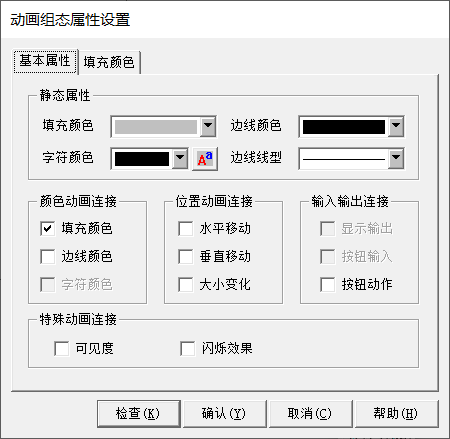 动画组态属性设置
基本属性 填充颜色
静态属性
填充颜色 边线颜色
字符颜色 Aa 边线线型
颜色动画连接 位置动画连接 输入输出连接
填充颜色 水平移动 显示输出
边线颜色 垂直移动 按钮输入
字符颜色 大小变化 按钮动作
特殊动画连接
可见度 闪烁效果
检查(K) 确认(Y) 取消(C) 帮助(H)